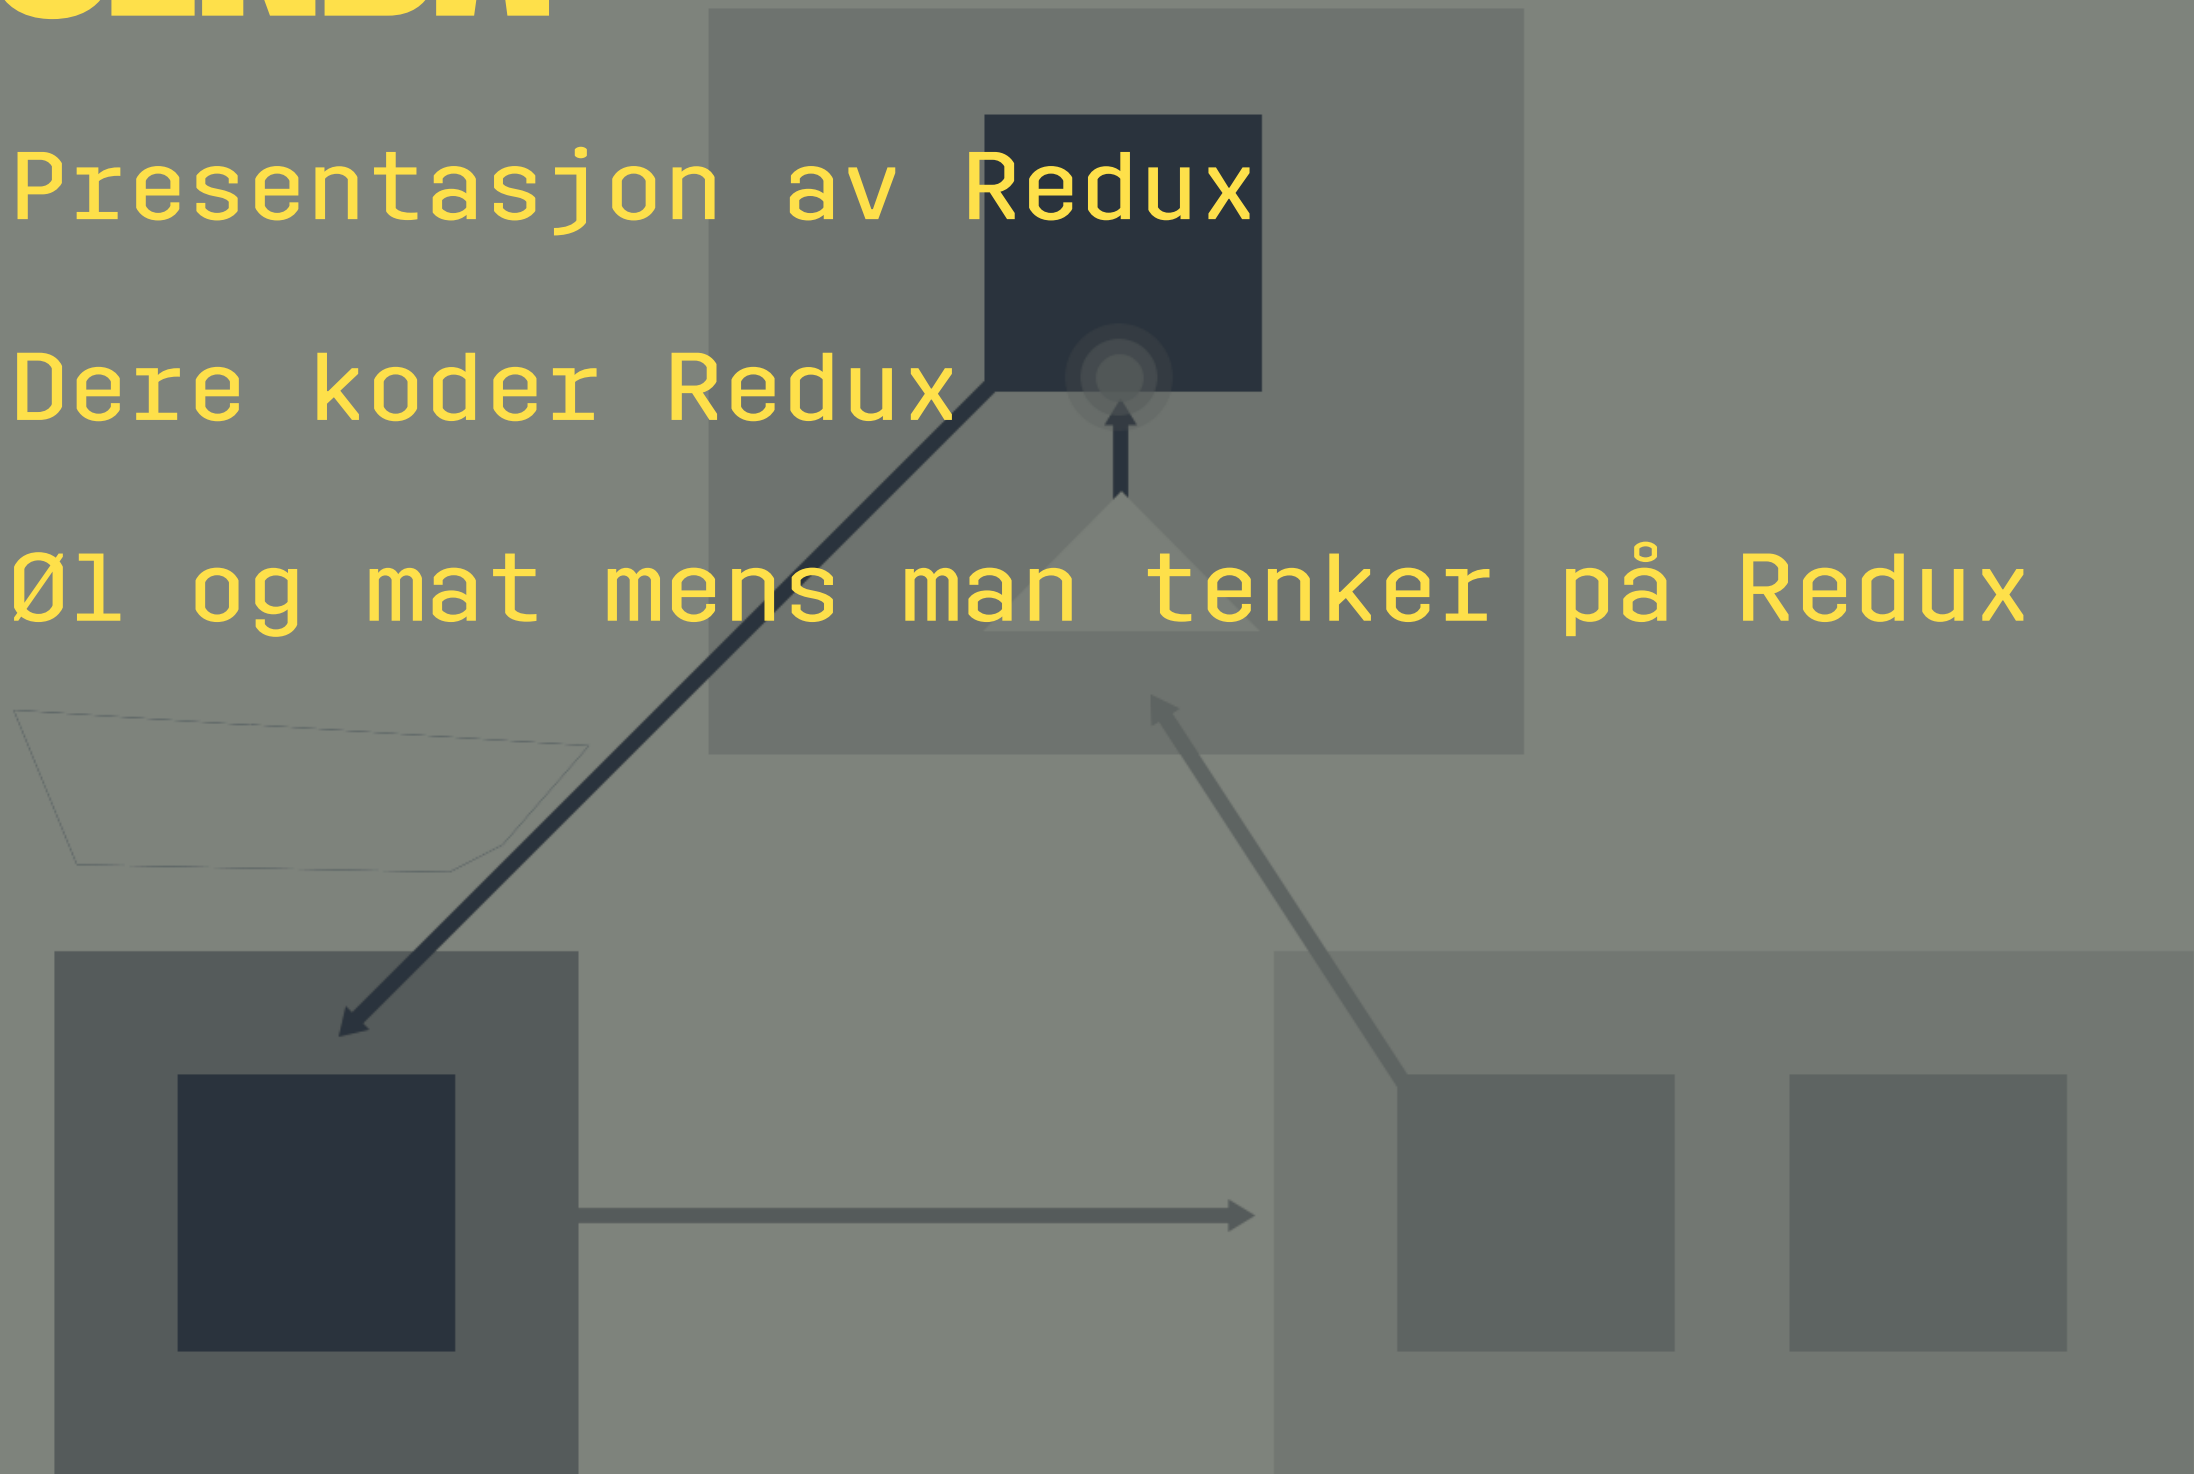 Presentasjon av Redux
Dere koder Redux
Øl og mat mens man tenker på Redux